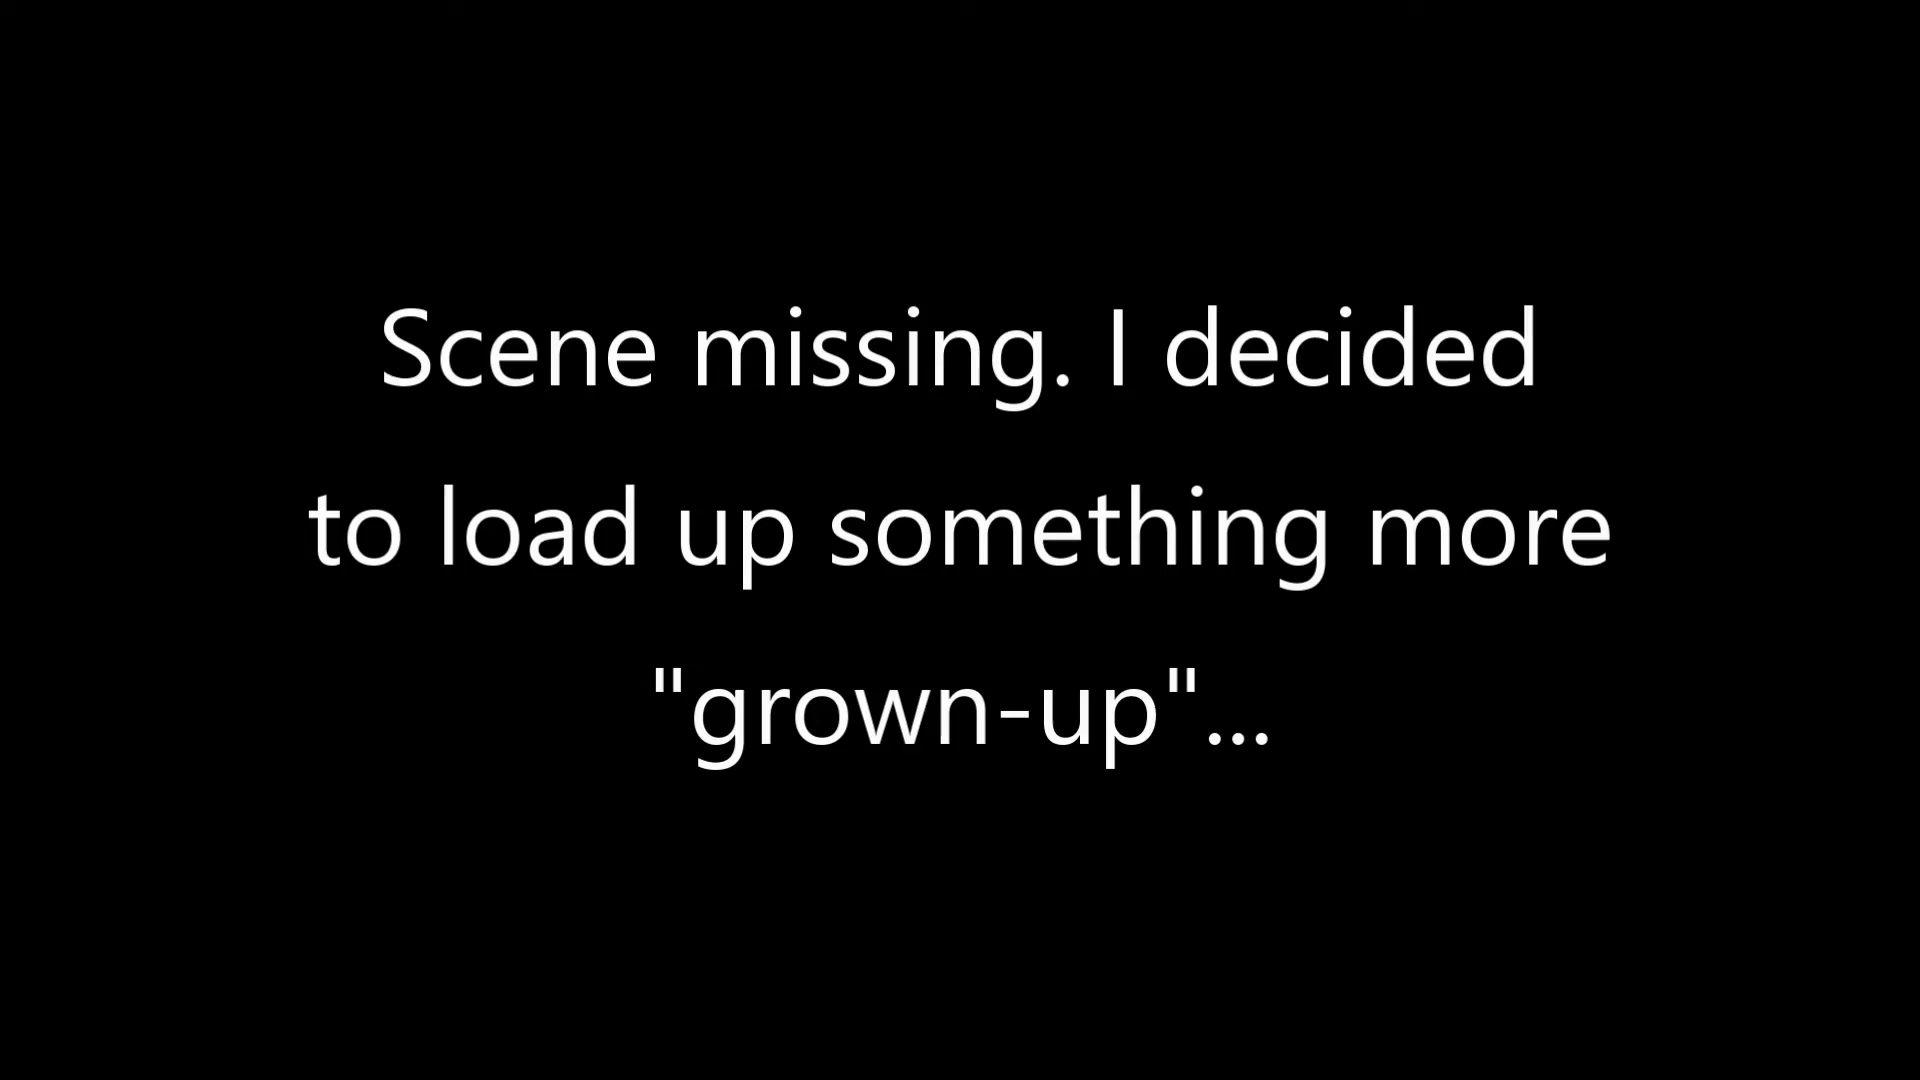 Scene missing. I decided
to load up something more
"grown-up"...